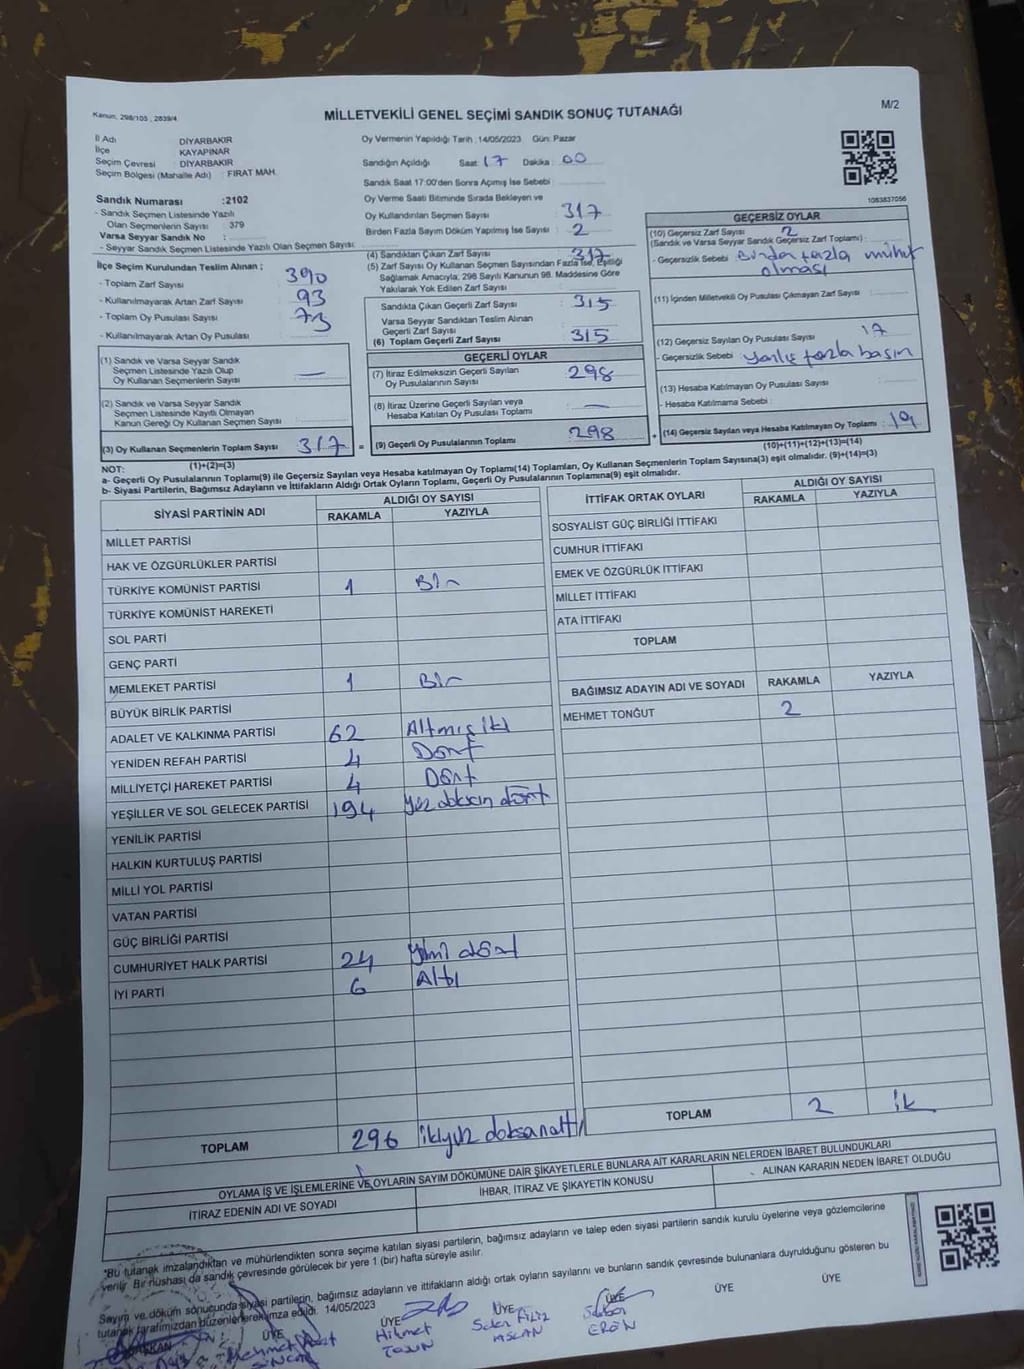 Kanun, 298/105 , 2839/4
MİLLETVEKİLİ GENEL SEÇİMİ SANDIK SONUÇ TUTANAĞI
M/2
İl Adı DİYARBAKIR
İlçe KAYAPINAR
Seçim Çevresi : DİYARBAKIR
Seçim Bölgesi (Mahalle Adı) : FIRAT MAH.
Oy Vermenin Yapıldığı Tarih : 14/05/2023 Gün: Pazar
Sandığın Açıldığı Saat: 17 Dakika : 00
Sandık Saat 17:00'den Sonra Açımış İse Sebebi :
Sandık Numarası :2102
- Sandık Seçmen Listesinde Yazılı
Olan Seçmenlerin Sayısı : 379
Varsa Seyyar Sandık No :
- Seyyar Sandık Seçmen Listesinde Yazılı Olan Seçmen Sayısı:
Oy Verme Saati Bitiminde Sırada Bekleyen ve
Oy Kullandırılan Seçmen Sayısı : 317
Birden Fazla Sayım Döküm Yapılmış İse Sayısı : 2
1083837056
İlçe Seçim Kurulundan Teslim Alınan ;
- Toplam Zarf Sayısı : 390
- Kullanılmayarak Artan Zarf Sayısı : 93
- Toplam Oy Pusulası Sayısı : 73
- Kullanılmayarak Artan Oy Pusulası :
(1) Sandık ve Varsa Seyyar Sandık
Seçmen Listesinde Yazılı Olup
Oy Kullanan Seçmenlerin Sayısı : —
(2) Sandık ve Varsa Seyyar Sandık
Seçmen Listesinde Kayıtlı Olmayan
Kanun Gereği Oy Kullanan Seçmen Sayısı :
(3) Oy Kullanan Seçmenlerin Toplam Sayısı : 317
(1)+(2)=(3)
(4) Sandıktan Çıkan Zarf Sayısı : 317
(5) Zarf Sayısı Oy Kullanan Seçmen Sayısından Fazla İse, Eşitliği
Sağlamak Amacıyla; 298 Sayılı Kanunun 98. Maddesine Göre
Yakılarak Yok Edilen Zarf Sayısı :
Sandıkta Çıkan Geçerli Zarf Sayısı : 315
Varsa Seyyar Sandıktan Teslim Alınan
Geçerli Zarf Sayısı :
(6) Toplam Geçerli Zarf Sayısı : 315
GEÇERLİ OYLAR
(7) İtiraz Edilmeksizin Geçerli Sayılan
Oy Pusulalarının Sayısı : 298
(8) İtiraz Üzerine Geçerli Sayılan veya
Hesaba Katılan Oy Pusulası Toplamı : —
= (9) Geçerli Oy Pusulalarının Toplamı : 298
GEÇERSİZ OYLAR
(10) Geçersiz Zarf Sayısı 2
(Sandık ve Varsa Seyyar Sandık Geçersiz Zarf Toplamı) :
- Geçersizlik Sebebi : Birden fazla mühür
olması
(11) İçinden Milletvekili Oy Pusulası Çıkmayan Zarf Sayısı :
(12) Geçersiz Sayılan Oy Pusulası Sayısı : 17
- Geçersizlik Sebebi : Yanlış fazla basım
(13) Hesaba Katılmayan Oy Pusulası Sayısı :
- Hesaba Katılmama Sebebi :
+ (14) Geçersiz Sayılan veya Hesaba Katılmayan Oy Toplamı : 19
(10)+(11)+(12)+(13)=(14)
NOT:
a- Geçerli Oy Pusulalarının Toplamı(9) ile Geçersiz Sayılan veya Hesaba katılmayan Oy Toplamı(14) Toplamları, Oy Kullanan Seçmenlerin Toplam Sayısına(3) eşit olmalıdır. (9)+(14)=(3)
b- Siyasi Partilerin, Bağımsız Adayların ve İttifakların Aldığı Ortak Oyların Toplamı, Geçerli Oy Pusulalarının Toplamına(9) eşit olmalıdır.
SİYASİ PARTİNİN ADI ALDIĞI OY SAYISI
RAKAMLA YAZIYLA
MİLLET PARTİSİ
HAK VE ÖZGÜRLÜKLER PARTİSİ
TÜRKİYE KOMÜNİST PARTİSİ 1 Bir
TÜRKİYE KOMÜNİST HAREKETİ
SOL PARTİ
GENÇ PARTİ
MEMLEKET PARTİSİ 1 Bir
BÜYÜK BİRLİK PARTİSİ
ADALET VE KALKINMA PARTİSİ 62 Altmış iki
YENİDEN REFAH PARTİSİ 4 Dört
MİLLİYETÇİ HAREKET PARTİSİ 4 Dört
YEŞİLLER VE SOL GELECEK PARTİSİ 194 Yüz doksan dört
YENİLİK PARTİSİ
HALKIN KURTULUŞ PARTİSİ
MİLLİ YOL PARTİSİ
VATAN PARTİSİ
GÜÇ BİRLİĞİ PARTİSİ
CUMHURİYET HALK PARTİSİ 24 Yirmi dört
İYİ PARTİ 6 Altı
TOPLAM 296 ikiyüz doksanaltı
İTTİFAK ORTAK OYLARI ALDIĞI OY SAYISI
RAKAMLA YAZIYLA
SOSYALİST GÜÇ BİRLİĞİ İTTİFAKI
CUMHUR İTTİFAKI
EMEK VE ÖZGÜRLÜK İTTİFAKI
MİLLET İTTİFAKI
ATA İTTİFAKI
TOPLAM
BAĞIMSIZ ADAYIN ADI VE SOYADI RAKAMLA YAZIYLA
MEHMET TONĞUT 2
TOPLAM 2 iki
OYLAMA İŞ VE İŞLEMLERİNE VE OYLARIN SAYIM DÖKÜMÜNE DAİR ŞİKAYETLERLE BUNLARA AİT KARARLARIN NELERDEN İBARET BULUNDUKLARI
İTİRAZ EDENİN ADI VE SOYADI İHBAR, İTİRAZ VE ŞİKAYETİN KONUSU ALINAN KARARIN NEDEN İBARET OLDUĞU
*Bu tutanak imzalandıktan ve mühürlendikten sonra seçime katılan siyasi partilerin, bağımsız adayların ve talep eden siyasi partilerin sandık kurulu üyelerine veya gözlemcilerine
verilir. Bir nüshası da sandık çevresinde görülecek bir yere 1 (bir) hafta süreyle asılır.
Sayım ve döküm sonucunda siyasi partilerin, bağımsız adayların ve ittifakların aldığı ortak oyların sayılarını ve bunların sandık çevresinde bulunanlara duyrulduğunu gösteren bu
tutanak tarafımızdan düzenlenerek imza edildi. 14/05/2023
BAŞKAN ÜYE ÜYE ÜYE ÜYE ÜYE ÜYE
Mehmet
Hikmet
TOSUN
ASLAN
EREN